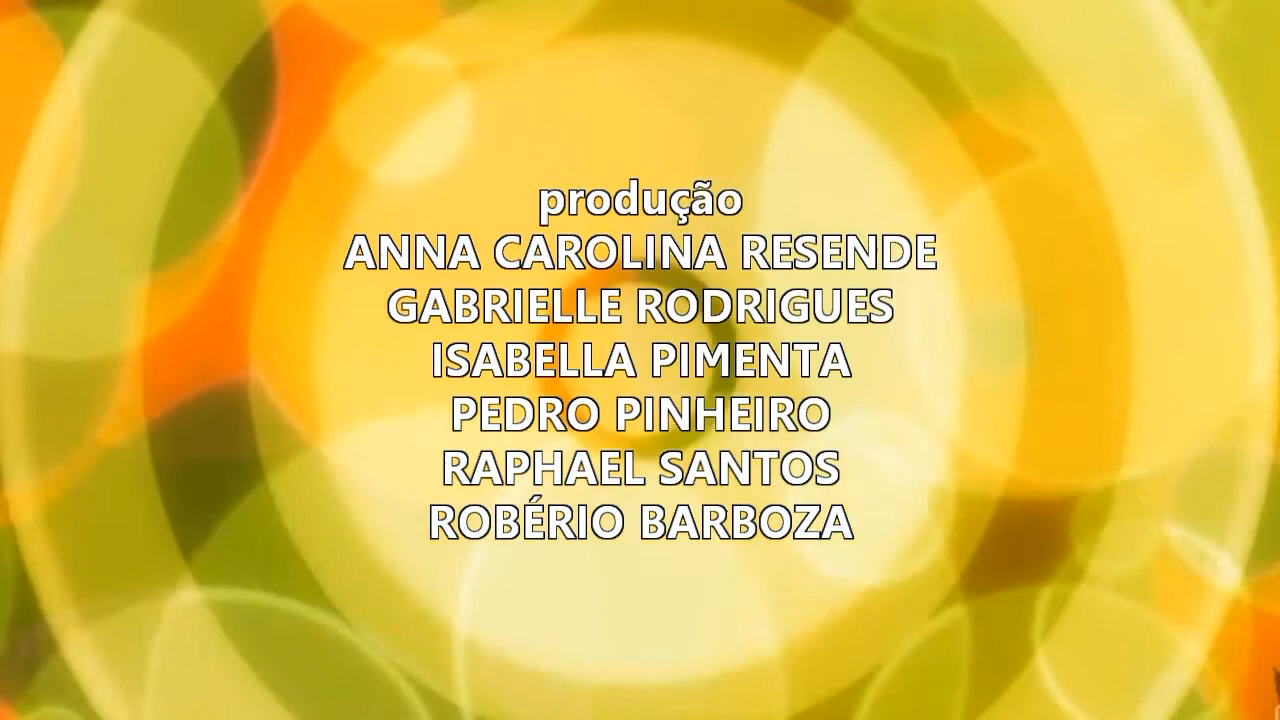 produção
ANNA CAROLINA RESENDE
GABRIELLE RODRIGUES
ISABELLA PIMENTA
PEDRO PINHEIRO
RAPHAEL SANTOS
ROBÉRIO BARBOZA